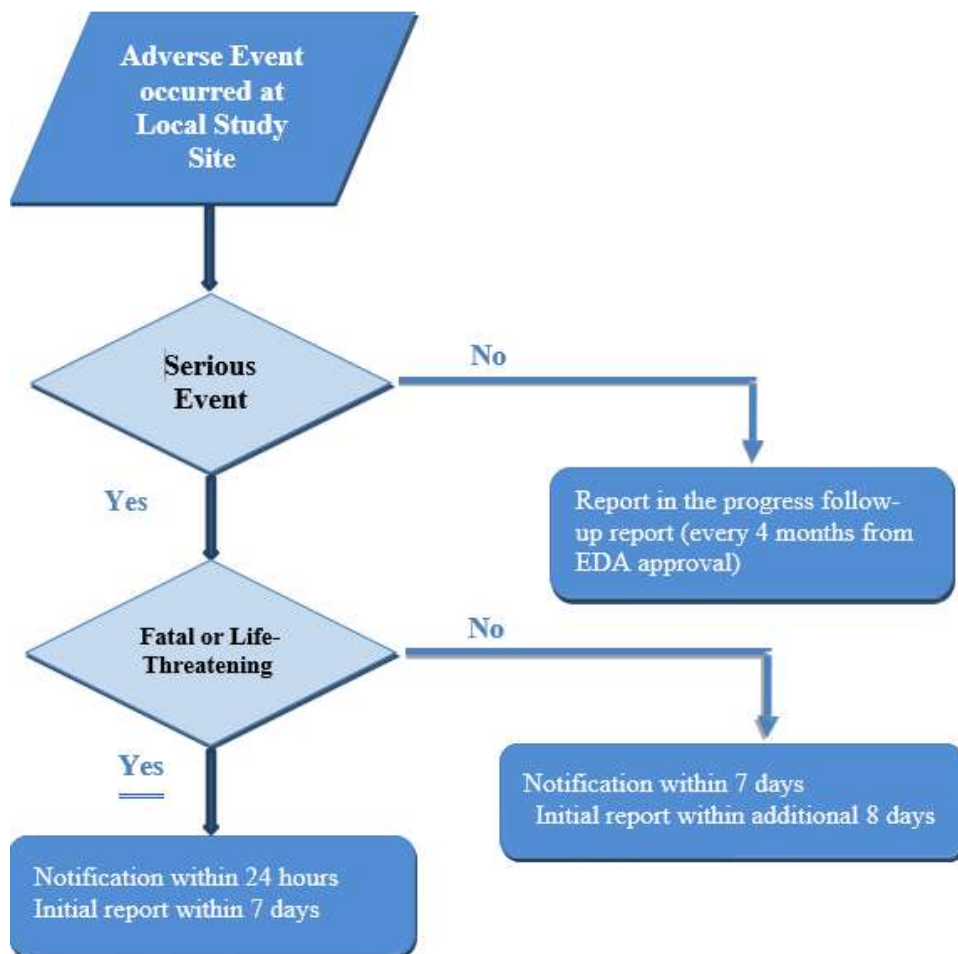 Adverse Event
occurred at
Local Study
Site
Serious
Event
No
Yes
Report in the progress follow-
up report (every 4 months from
EDA approval)
Fatal or Life-
Threatening
No
Yes
Notification within 7 days
Initial report within additional 8 days
Notification within 24 hours
Initial report within 7 days